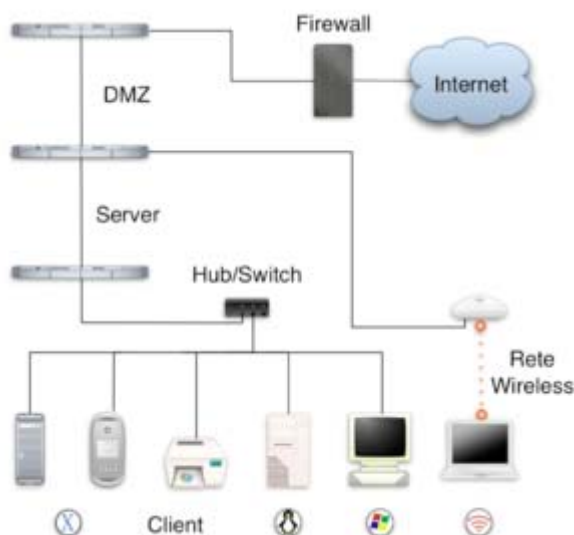 Firewall
Internet
DMZ
Server
Hub/Switch
Rete
Wireless
Client